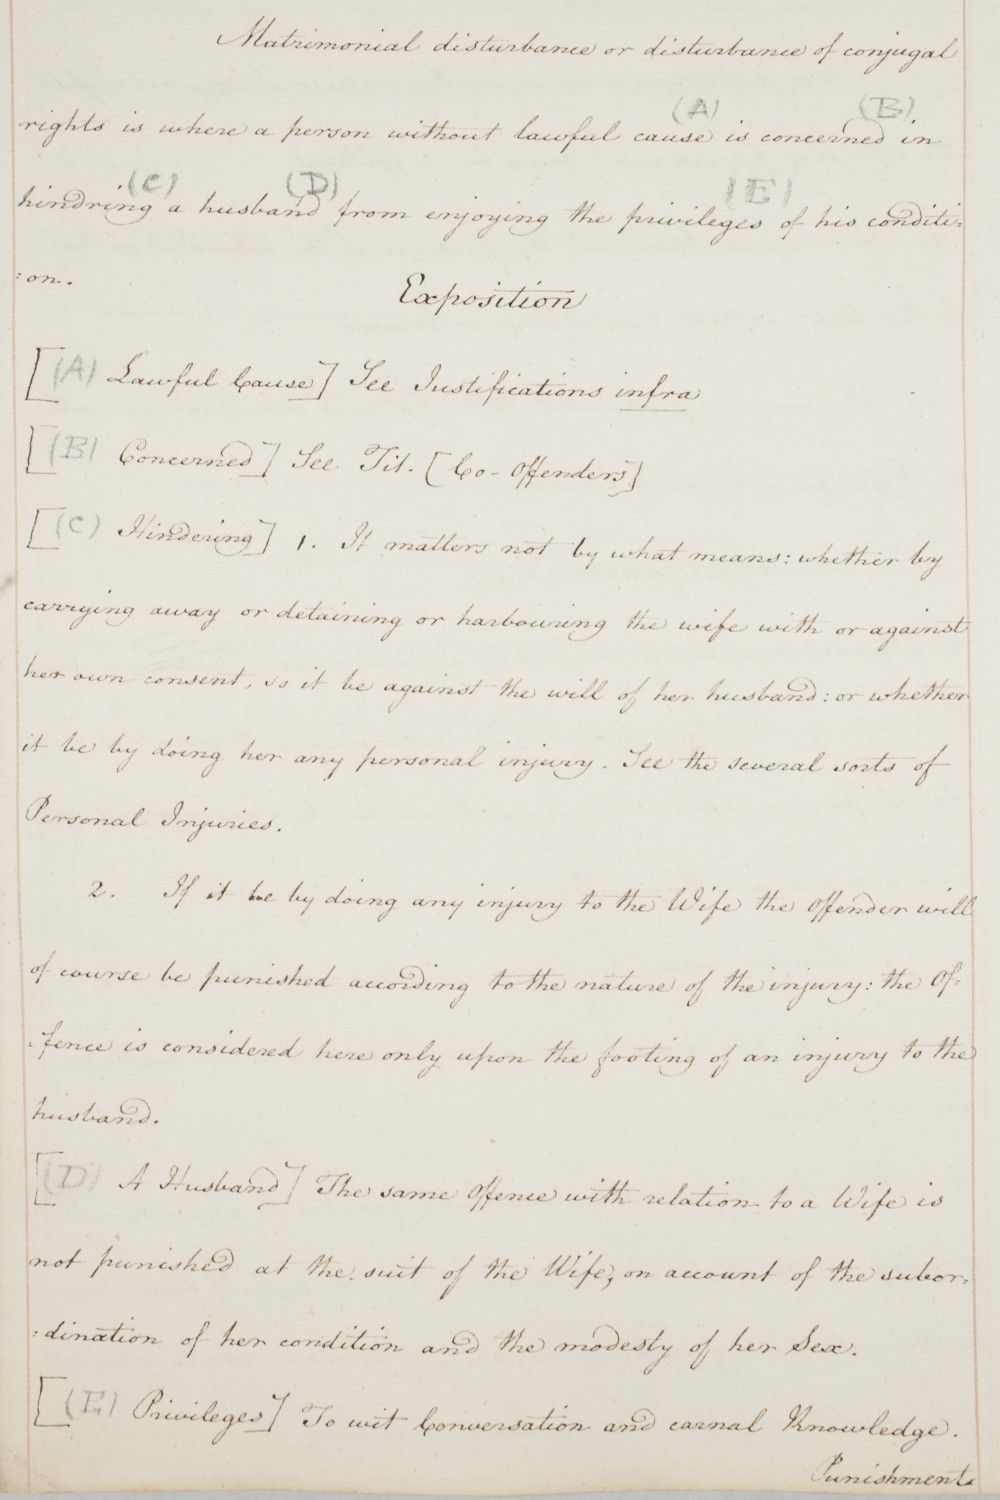 Matrimonial disturbance or disturbance of conjugal
(A) (B)
rights is where a person without lawful cause is concerned in
(C) (D) (E)
hindring a husband from enjoying the privileges of his conditi:
:on.
Exposition
[(A) Lawful Cause] See Justifications infra
[(B) Concerned] See Tit. [Co-Offenders]
[(C) Hindering] 1. It matters not by what means: whether by
carrying away or detaining or harbouring the wife with or against
her own consent, so it be against the will of her husband: or whether
it be by doing her any personal injury. See the several sorts of
Personal Injuries.
2. If it be by doing any injury to the Wife the Offender will
of course be punished according to the nature of the injury: the Of-
:fence is considered here only upon the footing of an injury to the
husband.
[(D) A Husband] The same Offence with relation to a Wife is
not punished at the suit of the Wife, on account of the subor:
:dination of her condition and the modesty of her Sex.
[(E) Privileges] To wit Conversation and carnal Knowledge.
Punishment